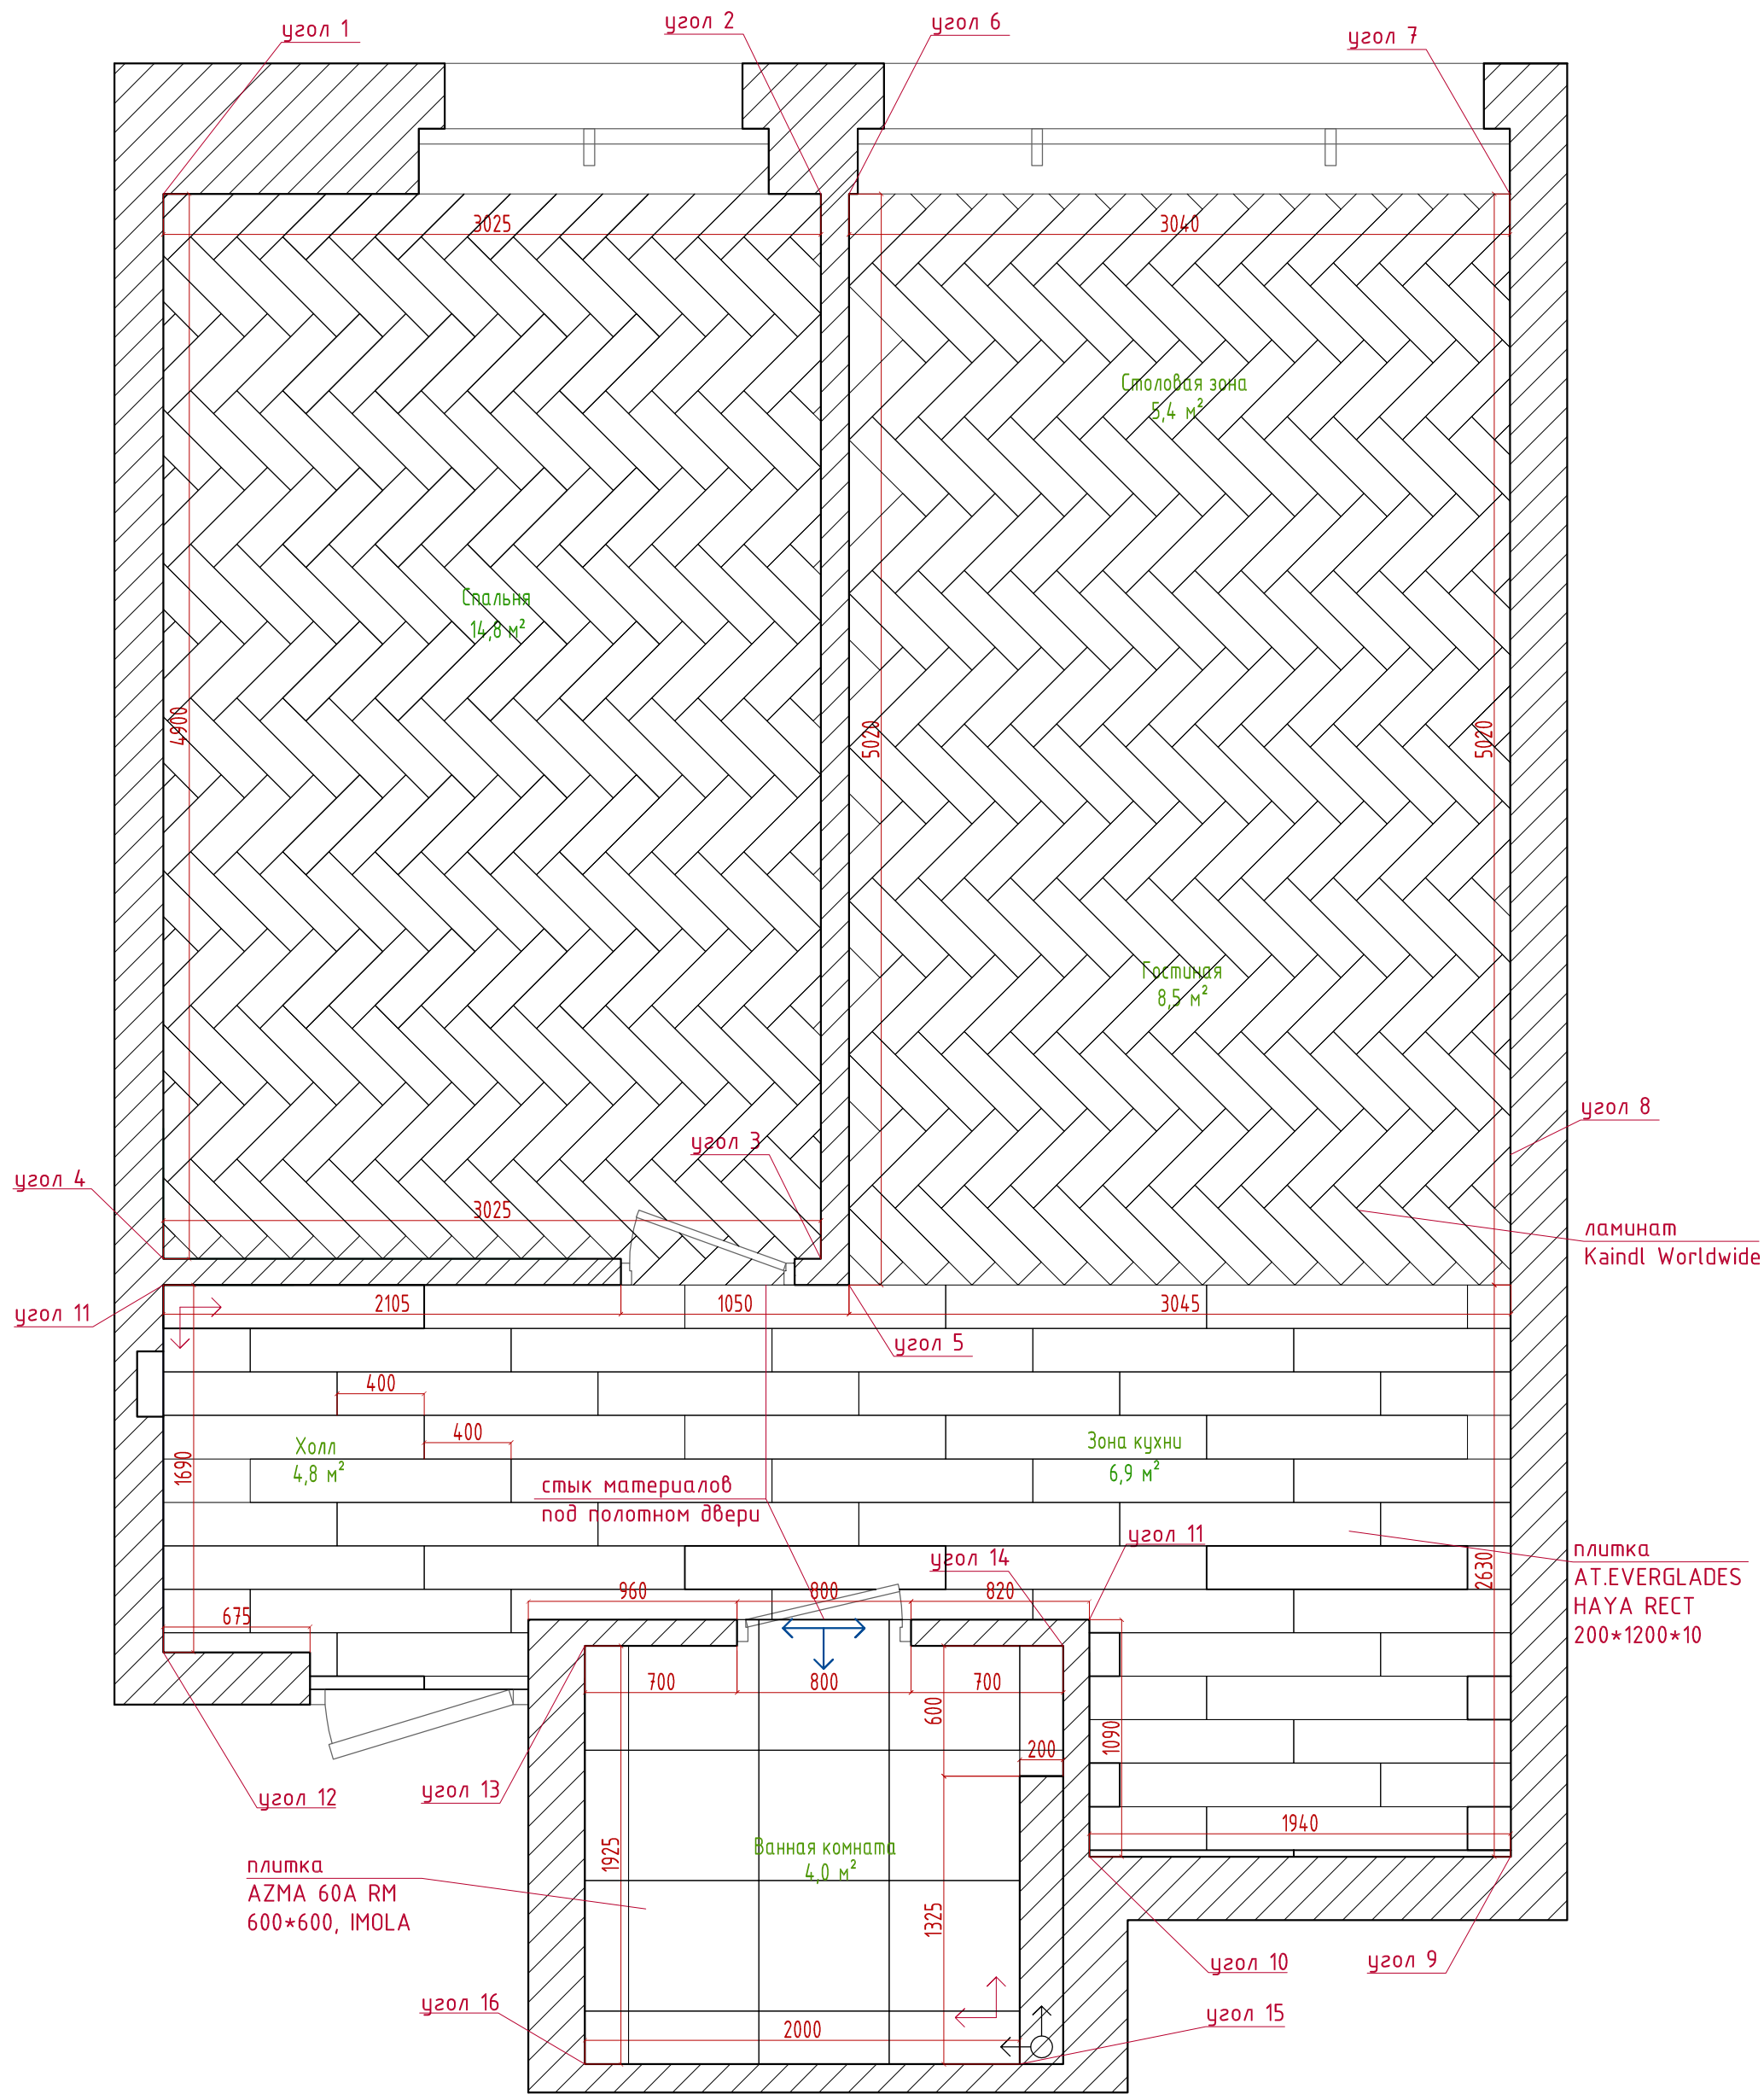 угол 1
угол 2
угол 6
угол 7
3025
3040
Столовая зона
5,4 м²
Спальня
14,8 м²
4900
5020
5020
Гостиная
8,5 м²
угол 8
угол 3
угол 4
3025
ламинат
Kaindl Worldwide
угол 11
2105
1050
3045
угол 5
400
400
Холл
4,8 м²
Зона кухни
6,9 м²
1690
стык материалов
под полотном двери
угол 11
угол 14
плитка
AT.EVERGLADES
HAYA RECT
200*1200*10
2630
960
800
820
675
700
800
700
600
200
1090
угол 13
угол 12
1940
Ванная комната
4,0 м²
1925
плитка
AZMA 60A RM
600*600, IMOLA
1325
угол 10
угол 9
угол 16
угол 15
2000